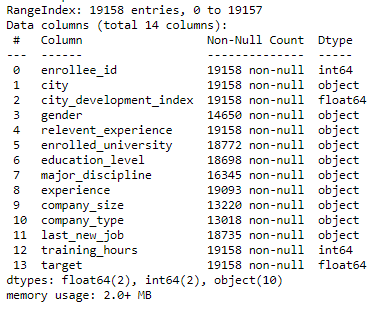 RangeIndex: 19158 entries, 0 to 19157
Data columns (total 14 columns):
 #   Column                  Non-Null Count  Dtype
---  ------                  --------------  -----
 0   enrollee_id             19158 non-null  int64
 1   city                    19158 non-null  object
 2   city_development_index  19158 non-null  float64
 3   gender                  14650 non-null  object
 4   relevent_experience     19158 non-null  object
 5   enrolled_university     18772 non-null  object
 6   education_level         18698 non-null  object
 7   major_discipline        16345 non-null  object
 8   experience              19093 non-null  object
 9   company_size            13220 non-null  object
 10  company_type            13018 non-null  object
 11  last_new_job            18735 non-null  object
 12  training_hours          19158 non-null  int64
 13  target                  19158 non-null  float64
dtypes: float64(2), int64(2), object(10)
memory usage: 2.0+ MB